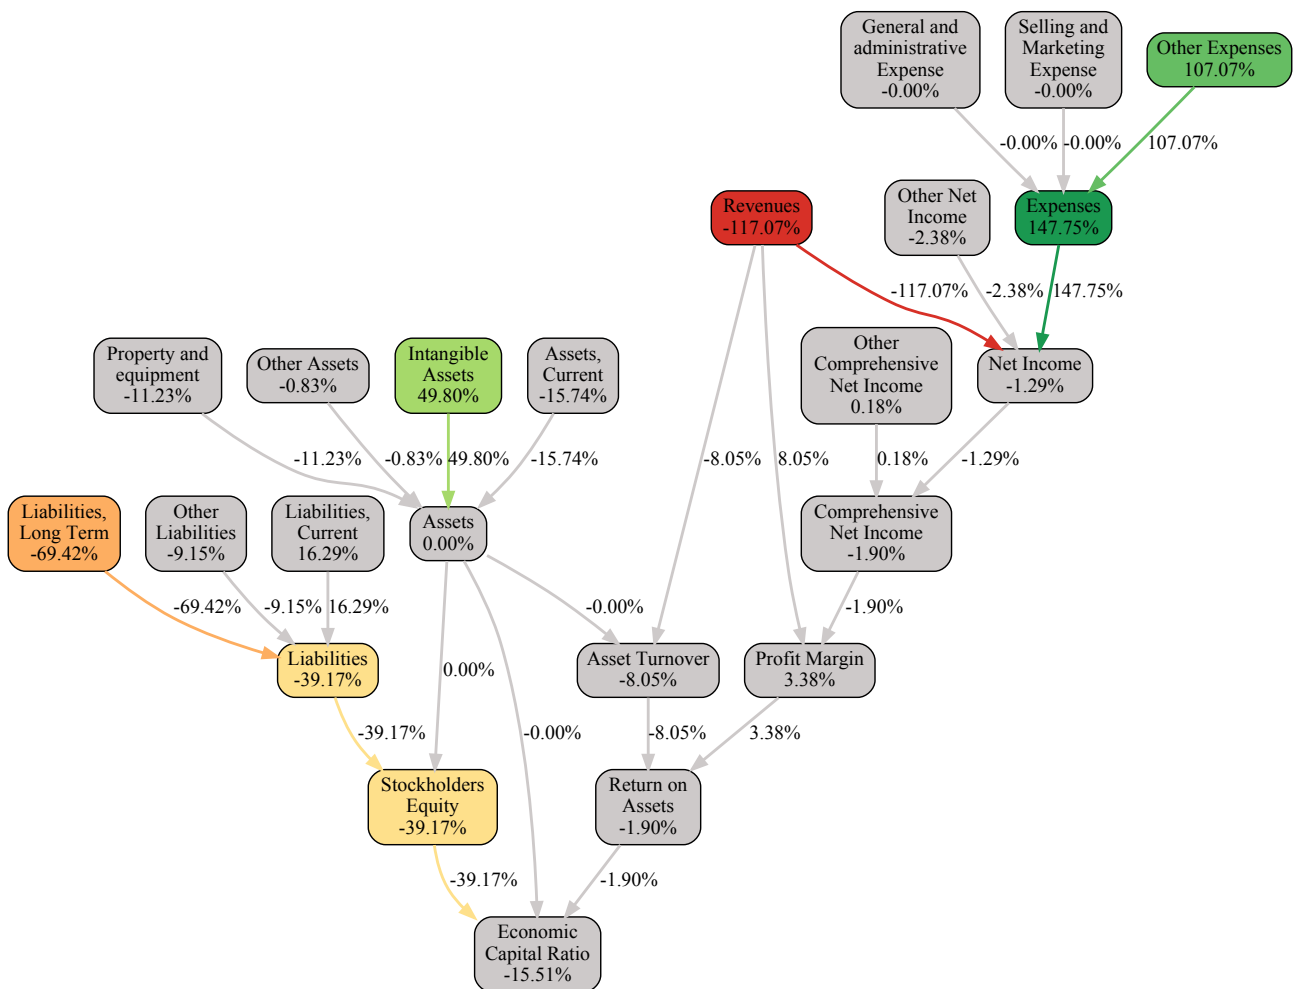 General and
administrative
Expense
-0.00%
Selling and
Marketing
Expense
-0.00%
Other Expenses
107.07%
-0.00%
-0.00%
107.07%
Revenues
-117.07%
Other Net
Income
-2.38%
Expenses
147.75%
-117.07%
-2.38%
147.75%
Property and
equipment
-11.23%
Other Assets
-0.83%
Intangible
Assets
49.80%
Assets,
Current
-15.74%
Other
Comprehensive
Net Income
0.18%
Net Income
-1.29%
-11.23%
-0.83%
49.80%
-15.74%
-8.05%
8.05%
0.18%
-1.29%
Liabilities,
Long Term
-69.42%
Other
Liabilities
-9.15%
Liabilities,
Current
16.29%
Assets
0.00%
Comprehensive
Net Income
-1.90%
-69.42%
-9.15%
16.29%
-0.00%
-1.90%
Liabilities
-39.17%
0.00%
Asset Turnover
-8.05%
Profit Margin
3.38%
-39.17%
-0.00%
-8.05%
3.38%
Stockholders
Equity
-39.17%
Return on
Assets
-1.90%
-39.17%
-1.90%
Economic
Capital Ratio
-15.51%